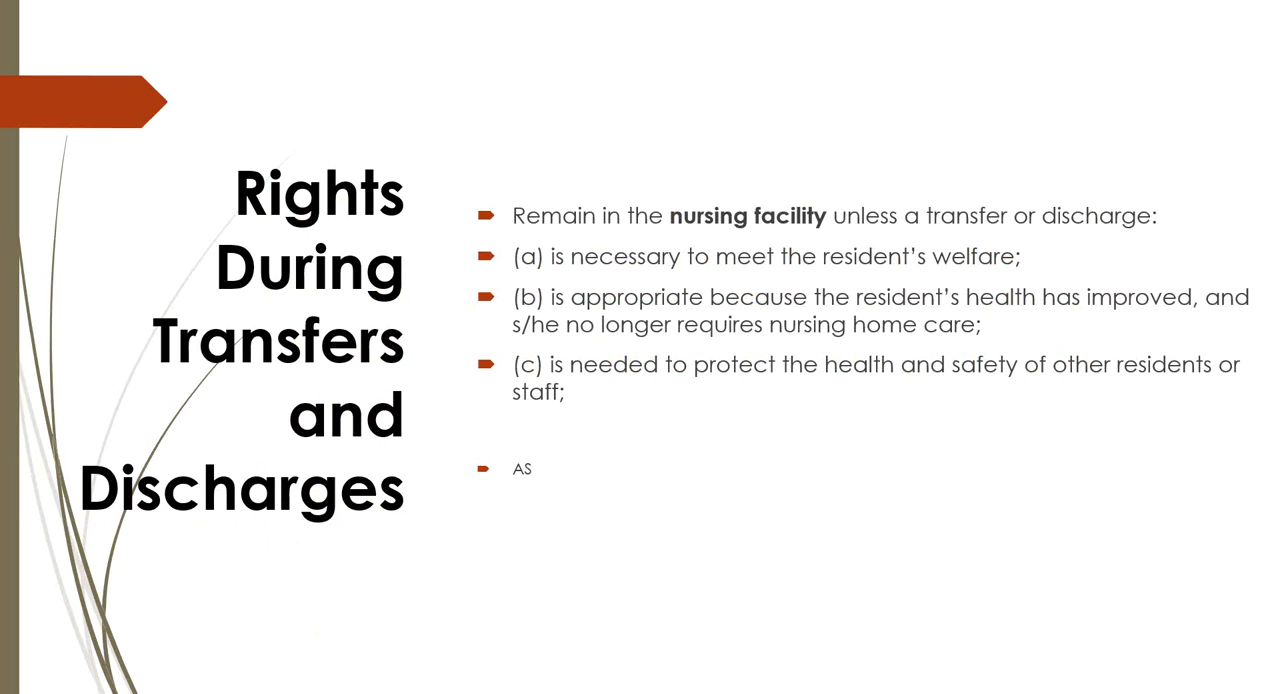 Rights
During
Transfers
and
Discharges
Remain in the nursing facility unless a transfer or discharge:
(a) is necessary to meet the resident’s welfare;
(b) is appropriate because the resident’s health has improved, and
s/he no longer requires nursing home care;
(c) is needed to protect the health and safety of other residents or
staff;
AS